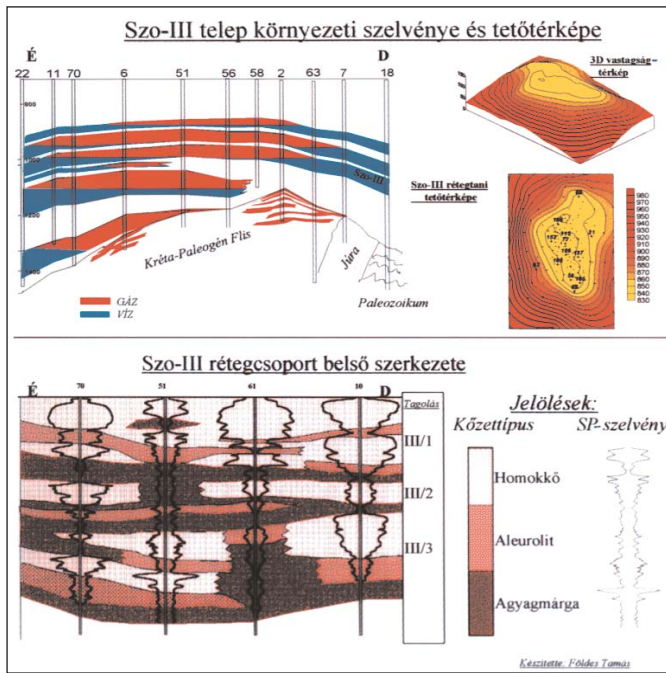 Szo-III telep környezeti szelvénye és tetőtérképe
É
D
22 11 70 6 51 56 58 2 63 7 18
800
Szo-III
Kréta-Paleogén Flis
Júra
Paleozoikum
GÁZ
VÍZ
3D vastagság-
térkép
Szo-III rétegtani
tetőtérképe
980
970
960
950
940
930
920
910
900
890
880
870
860
850
840
830
Szo-III rétegcsoport belső szerkezete
É
D
70 51 61 10
Tagolás
III/1
III/2
III/3
Jelölések:
Kőzettípus
SP-szelvény
Homokkő
Aleurolit
Agyagmárga
Készítette. Földes Tamás